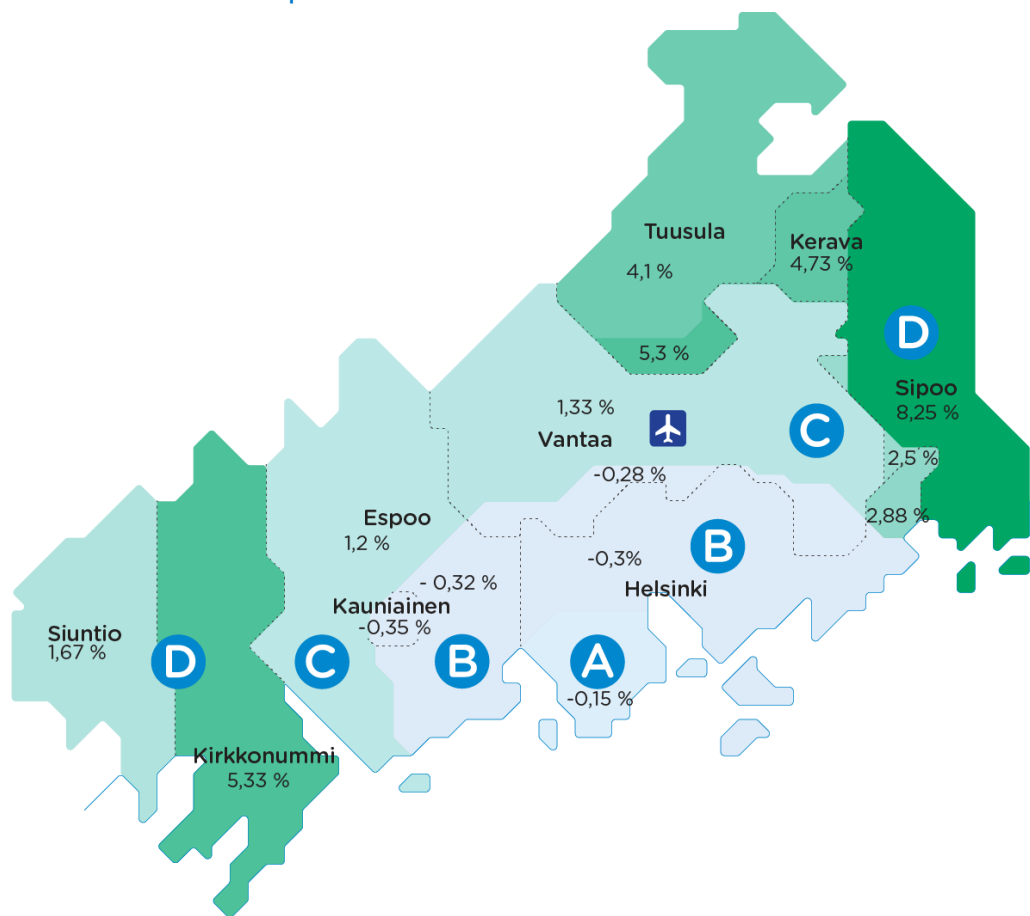 Tuusula
4,1 %
Kerava
4,73 %
D
5,3 %
Sipoo
8,25 %
1,33 %
Vantaa
C
-0,28 %
2,5 %
Espoo
1,2 %
2,88 %
B
-0,3%
Helsinki
- 0,32 %
Kauniainen
-0,35 %
Siuntio
1,67 %
D
C
B
A
-0,15 %
Kirkkonummi
5,33 %